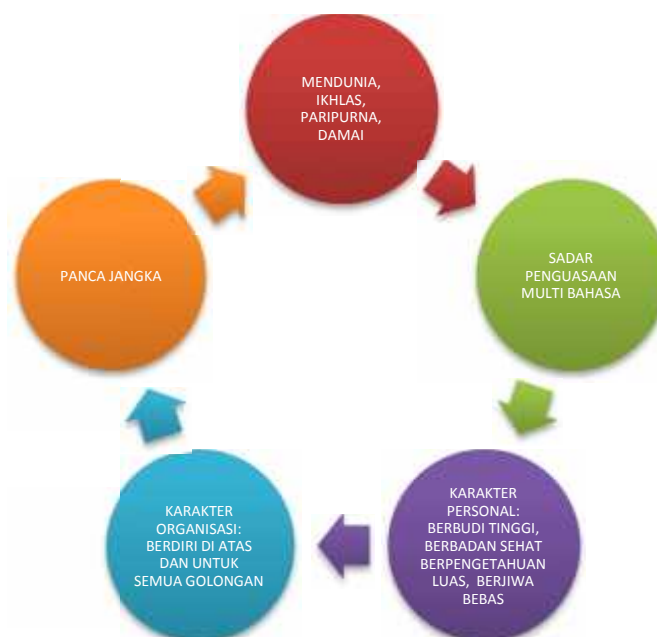 MENDUNIA,
IKHLAS,
PARIPURNA,
DAMAI
SADAR
PENGUASAAN
MULTI BAHASA
KARAKTER
PERSONAL:
BERBUDI TINGGI,
BERBADAN SEHAT
BERPENGETAHUAN
LUAS, BERJIWA
BEBAS
KARAKTER
ORGANISASI:
BERDIRI DI ATAS
DAN UNTUK
SEMUA GOLONGAN
PANCA JANGKA